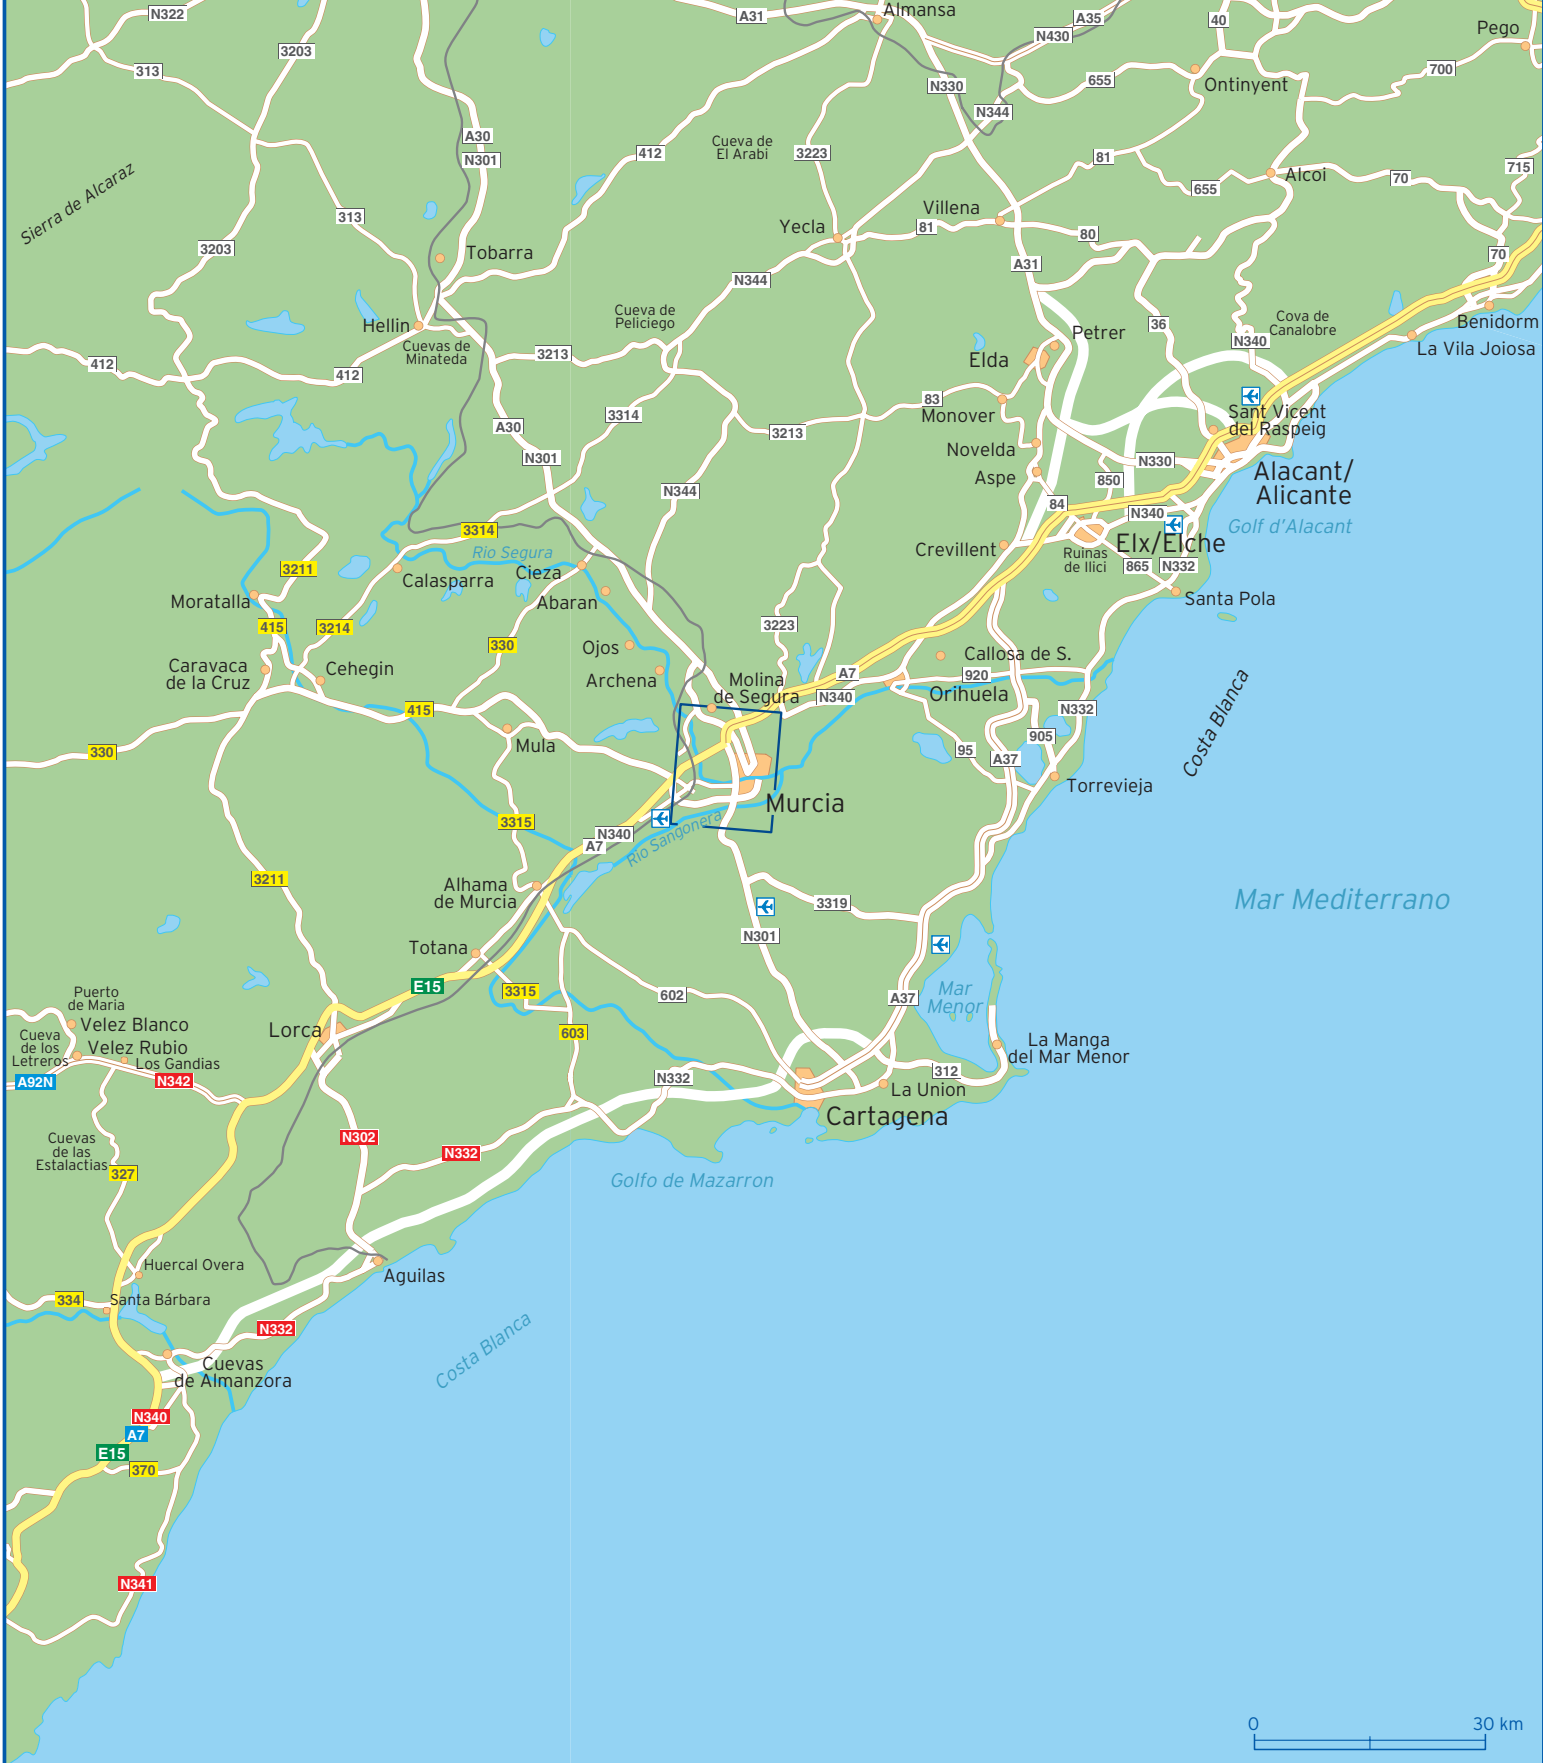 N322
A31
Almansa
A35
40
Pego
3203
N430
313
655
700
N330
Ontinyent
N344
A30
N301
412
Cueva de
El Arabi
3223
81
715
Sierra de Alcaraz
655
Alcoi
70
313
Villena
Yecla
81
80
3203
Tobarra
70
A31
N344
Hellin
Cueva de
Peliciego
36
Cova de
Canalobre
Benidorm
Petrer
N340
La Vila Joiosa
Cuevas de
Minateda
3213
412
412
Elda
83
Monover
A30
3314
3213
Sant Vicent
del Raspeig
Novelda
N301
N330
Alacant/
Alicante
Aspe
850
N344
84
N340
Golf d'Alacant
3314
Crevillent
Elx/Elche
Rio Segura
Ruinas
de Ilici
865
N332
3211
Cieza
Calasparra
Moratalla
Abaran
Santa Pola
415
3214
3223
330
Ojos
Callosa de S.
Caravaca
de la Cruz
Cehegin
Archena
Molina
de Segura
A7
920
N340
Orihuela
415
N332
Costa Blanca
905
330
Mula
95
A37
Torrevieja
Murcia
3315
N340
A7
Rio Sangonera
3211
Alhama
de Murcia
3319
Mar Mediterrano
N301
Totana
E15
3315
602
A37
Mar
Menor
Puerto
de Maria
Velez Blanco
Lorca
603
Cueva
de los
Letreros
Velez Rubio
Los Gandias
La Manga
del Mar Menor
A92N
N342
N332
312
La Union
Cartagena
N302
Cuevas
de las
Estalactias
N332
327
Golfo de Mazarron
Huercal Overa
Aguilas
334
Santa Bárbara
N332
Costa Blanca
Cuevas
de Almanzora
N340
A7
E15
370
N341
0
30 km